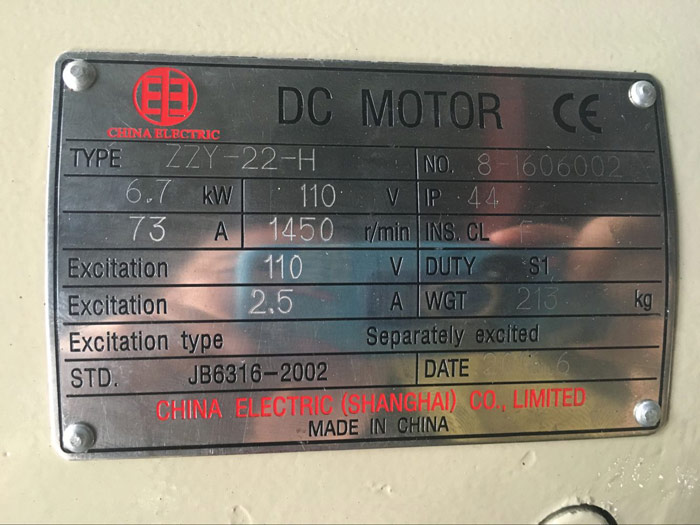 CHINA ELECTRIC
DC MOTOR CE
TYPE ZZY-22-H NO. 8-1606002
6.7 kW 110 V IP 44
73 A 1450 r/min INS. CL F
Excitation 110 V DUTY S1
Excitation 2.5 A WGT 213 kg
Excitation type Separately excited
STD. JB6316-2002 DATE
CHINA ELECTRIC (SHANGHAI) CO., LIMITED
MADE IN CHINA